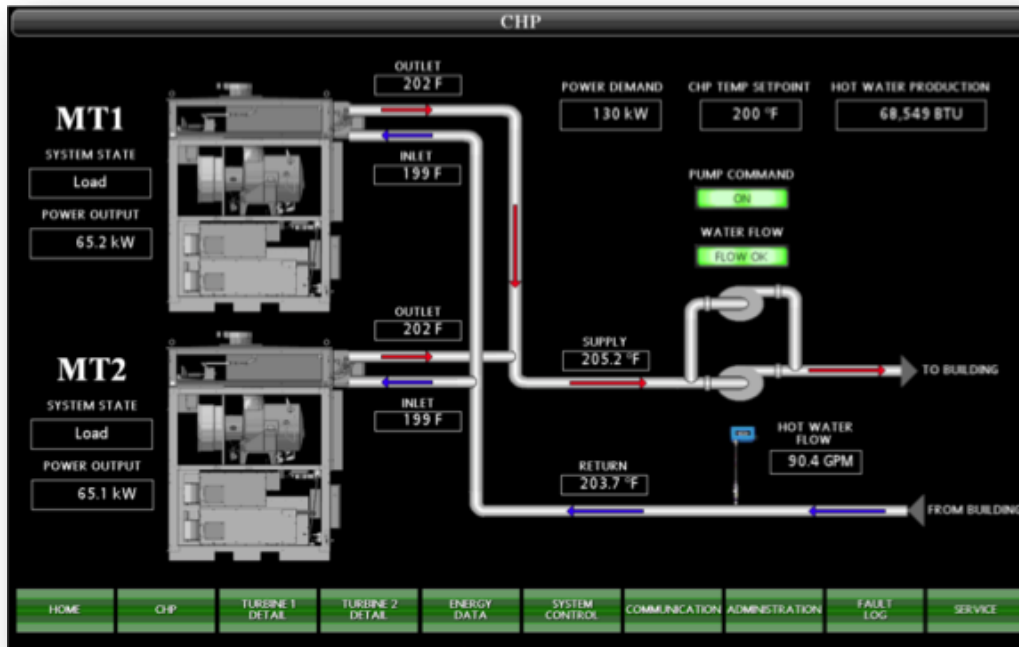 CHP
MT1
SYSTEM STATE
Load
POWER OUTPUT
65.2 kW
OUTLET
202 F
INLET
199 F
POWER DEMAND
130 kW
CHP TEMP SETPOINT
200 °F
HOT WATER PRODUCTION
68,549 BTU
PUMP COMMAND
ON
WATER FLOW
FLOW OK
MT2
SYSTEM STATE
Load
POWER OUTPUT
65.1 kW
OUTLET
202 F
INLET
199 F
SUPPLY
205.2 °F
TO BUILDING
HOT WATER
FLOW
90.4 GPM
RETURN
203.7 °F
FROM BUILDING
HOME
CHP
TURBINE 1
DETAIL
TURBINE 2
DETAIL
ENERGY
DATA
SYSTEM
CONTROL
COMMUNICATION
ADMINISTRATION
FAULT
LOG
SERVICE